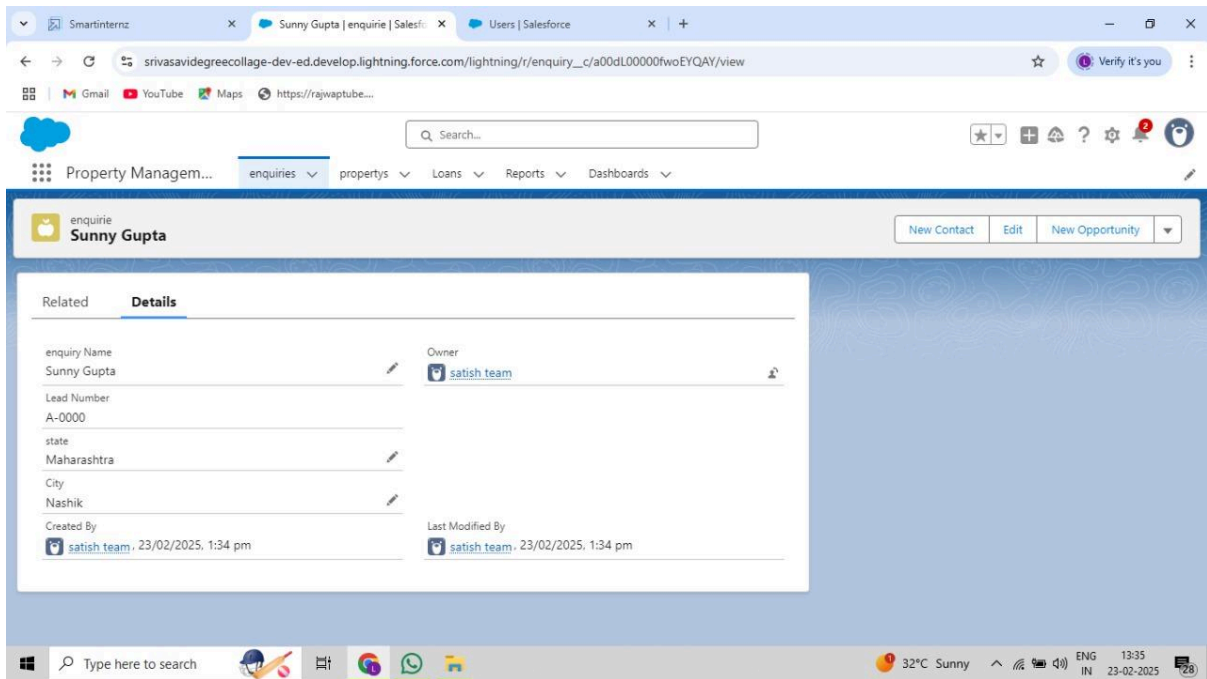 Smartinternz
Sunny Gupta | enquirie | Salesfo
Users | Salesforce
srivasavidegreecollage-dev-ed.develop.lightning.force.com/lightning/r/enquiry__c/a00dL00000fwoEYQAY/view
L Verify it's you
Gmail YouTube Maps https://rajwaptube....
Search...
2
Property Managem... enquiries propertys Loans Reports Dashboards
enquirie
Sunny Gupta
New Contact Edit New Opportunity
Related Details
enquiry Name
Sunny Gupta
Owner
satish team
Lead Number
A-0000
state
Maharashtra
City
Nashik
Created By
satish team, 23/02/2025, 1:34 pm
Last Modified By
satish team, 23/02/2025, 1:34 pm
Type here to search
32°C Sunny
ENG
IN
13:35
23-02-2025
28